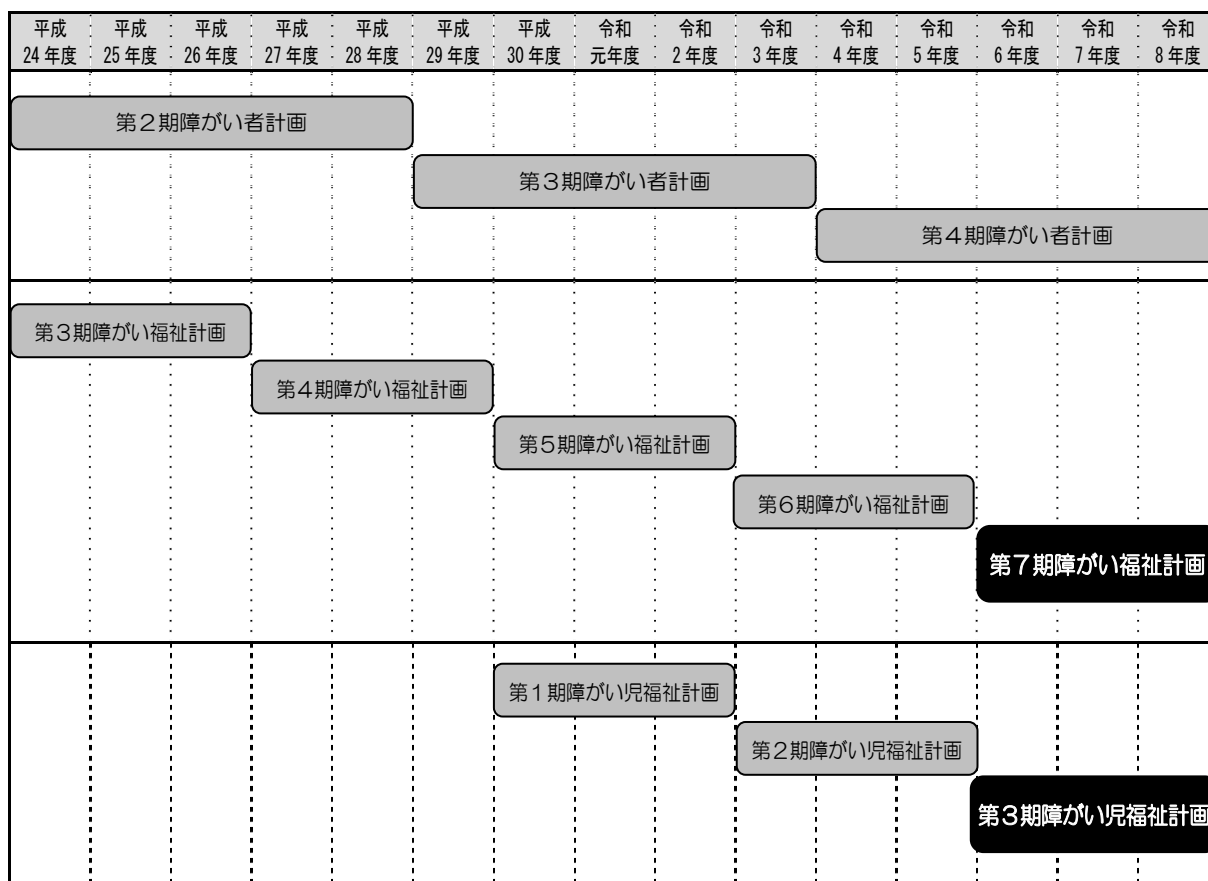 平成 平成 平成 平成 平成 平成 平成 令和 令和 令和 令和 令和 令和 令和 令和
24年度 25年度 26年度 27年度 28年度 29年度 30年度 元年度 2年度 3年度 4年度 5年度 6年度 7年度 8年度
第2期障がい者計画
第3期障がい者計画
第4期障がい者計画
第3期障がい福祉計画
第4期障がい福祉計画
第5期障がい福祉計画
第6期障がい福祉計画
第7期障がい福祉計画
第1期障がい児福祉計画
第2期障がい児福祉計画
第3期障がい児福祉計画